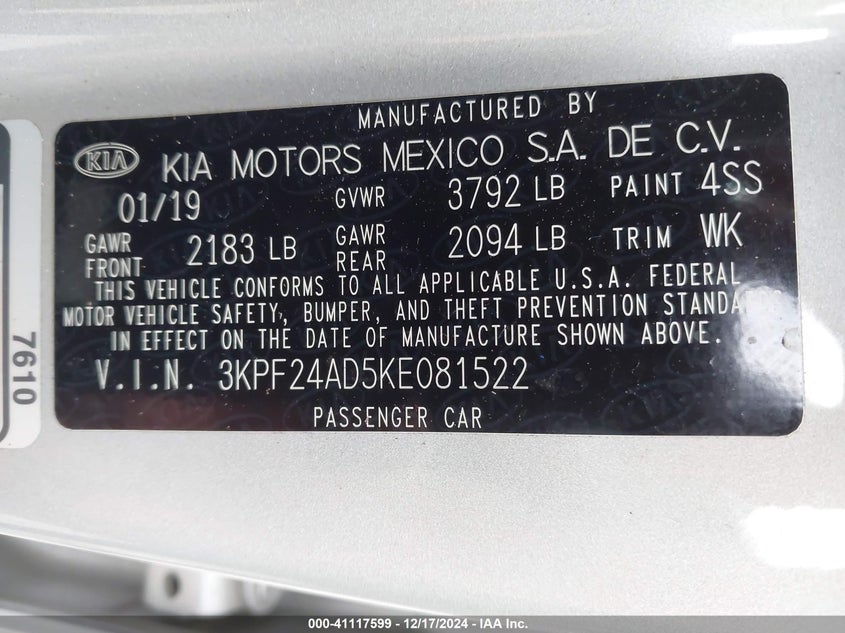 MANUFACTURED BY
KIA KIA MOTORS MEXICO S.A. DE C.V.
01/19 GVWR 3792 LB PAINT 4SS
GAWR FRONT 2183 LB GAWR REAR 2094 LB TRIM WK
THIS VEHICLE CONFORMS TO ALL APPLICABLE U.S.A. FEDERAL
MOTOR VEHICLE SAFETY, BUMPER, AND THEFT PREVENTION STANDARDS
IN EFFECT ON THE DATE OF MANUFACTURE SHOWN ABOVE.
V.I.N. 3KPF24AD5KE081522
PASSENGER CAR
7610
000-41117599 - 12/17/2024 - IAA Inc.